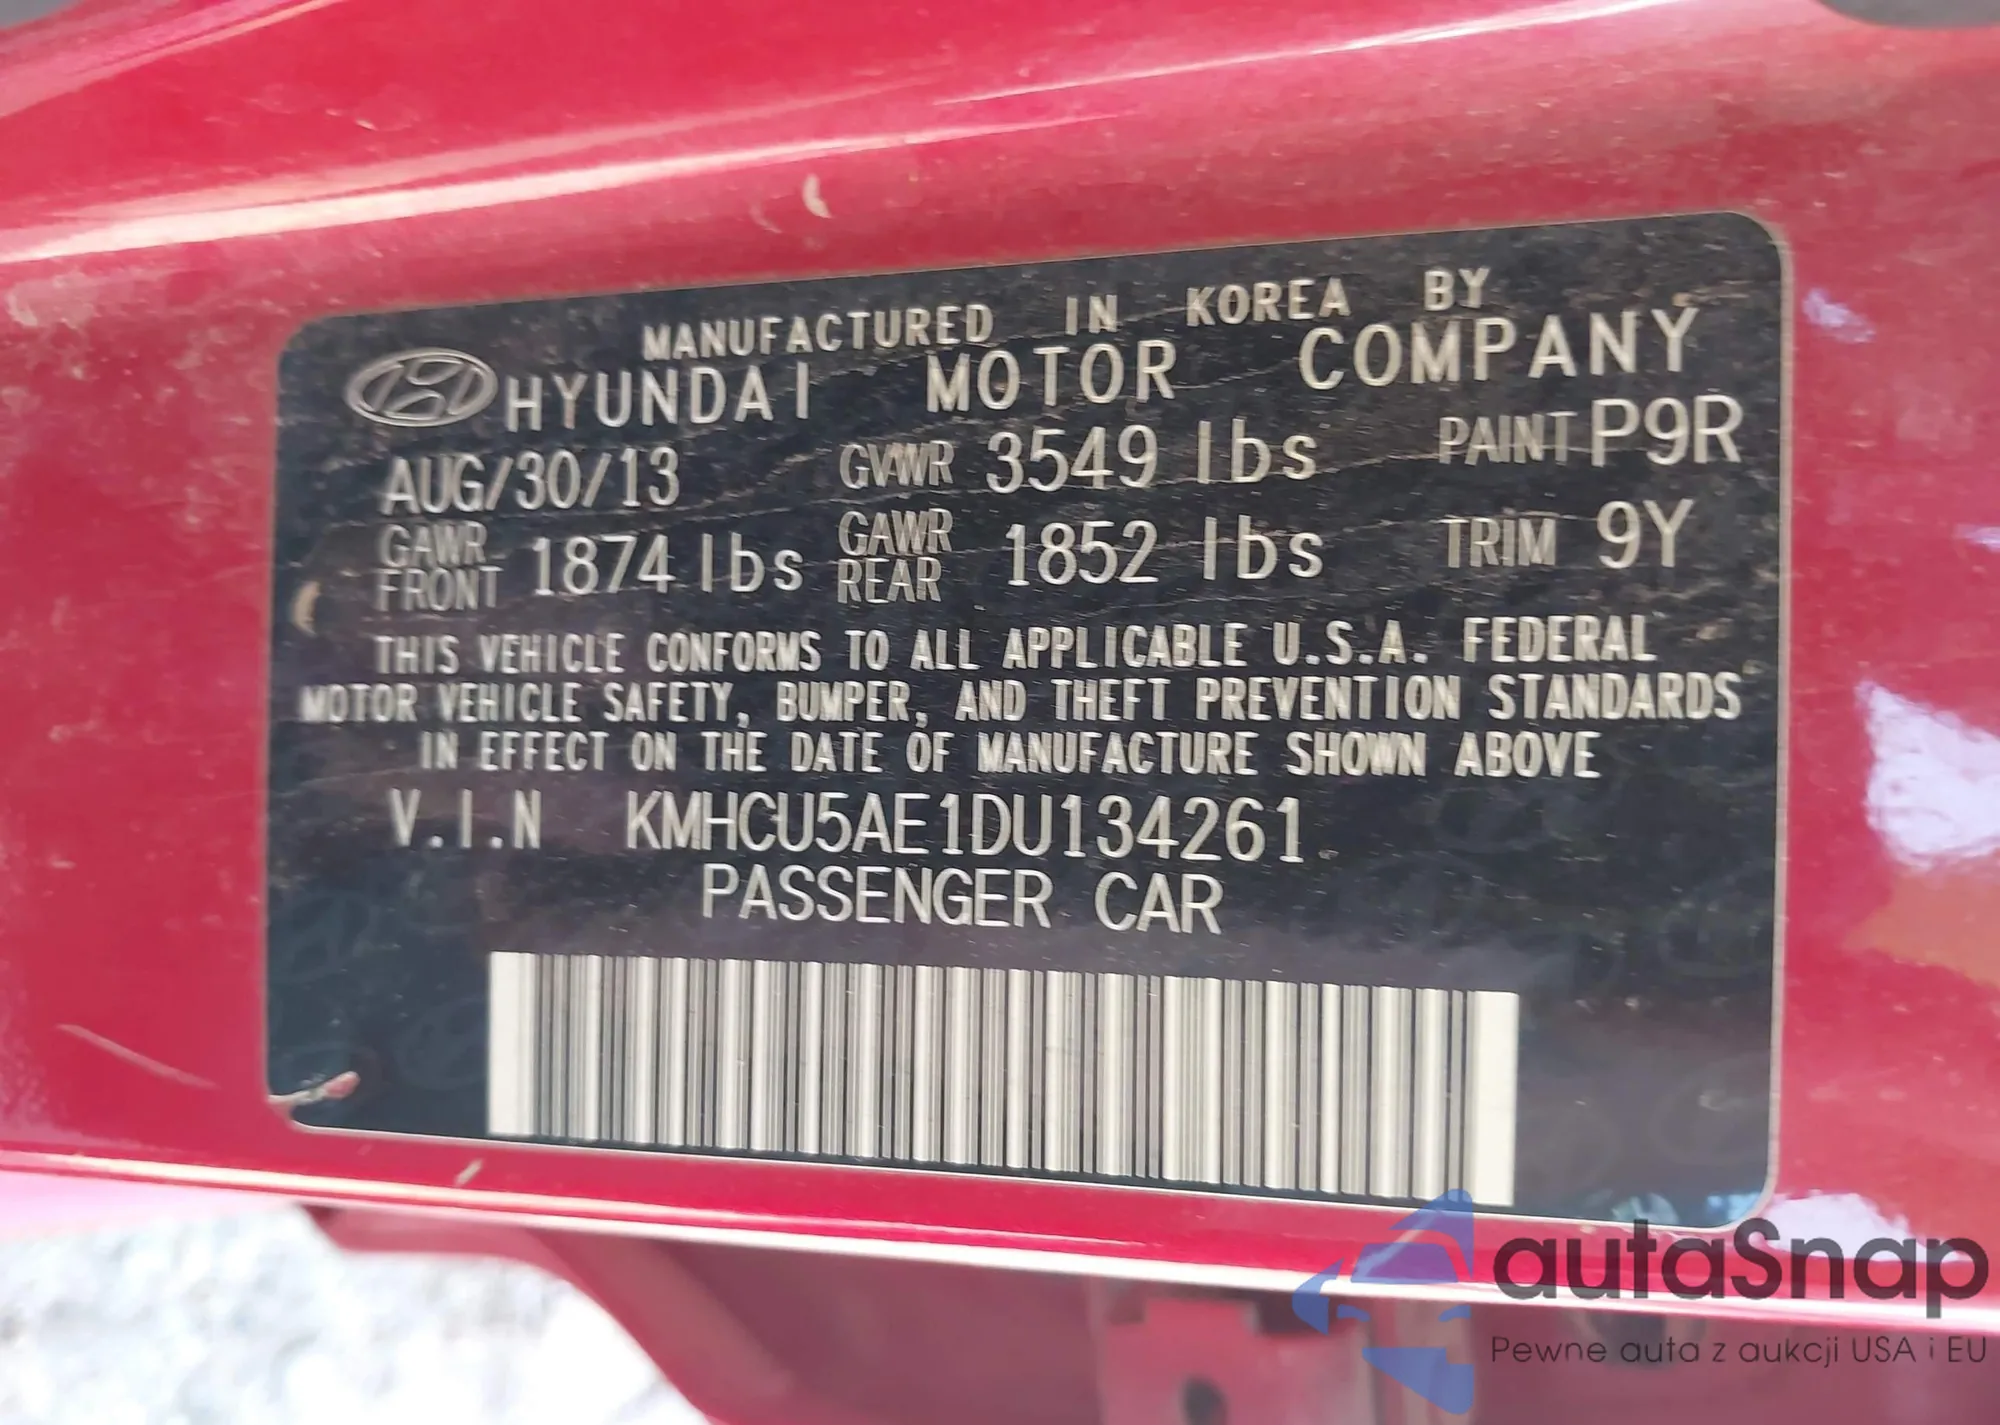 MANUFACTURED IN KOREA BY
HYUNDAI MOTOR COMPANY
AUG/30/13 GVWR 3549 lbs PAINT P9R
GAWR FRONT 1874 lbs GAWR REAR 1852 lbs TRIM 9Y
THIS VEHICLE CONFORMS TO ALL APPLICABLE U.S.A. FEDERAL
MOTOR VEHICLE SAFETY, BUMPER, AND THEFT PREVENTION STANDARDS
IN EFFECT ON THE DATE OF MANUFACTURE SHOWN ABOVE
V.I.N KMHCU5AE1DU134261
PASSENGER CAR
autaSnap
Pewne auta z aukcji USA i EU